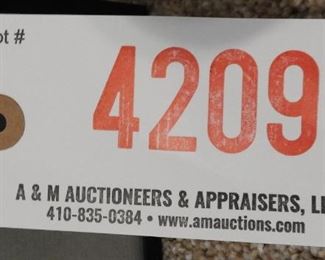 ot #
4209
A & M AUCTIONEERS & APPRAISERS, LL
410-835-0384 • www.amauctions.com